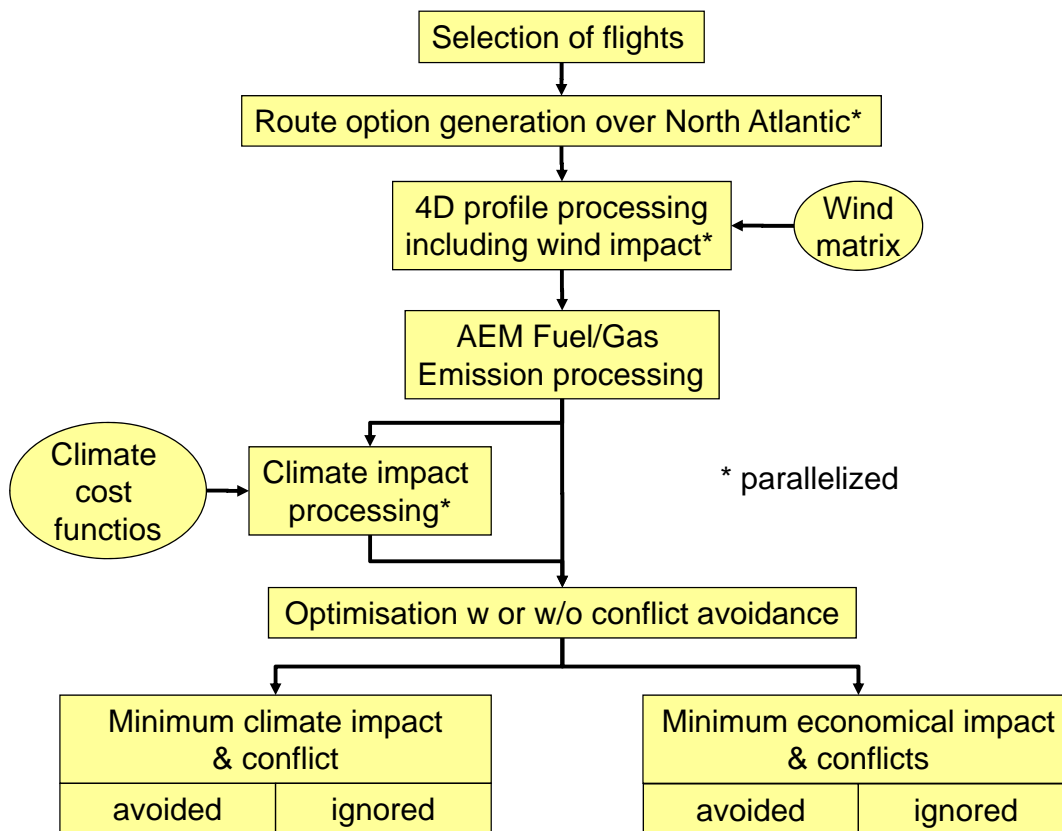 Selection of flights
Route option generation over North Atlantic*
4D profile processing
including wind impact*
Wind
matrix
AEM Fuel/Gas
Emission processing
Climate
cost
functios
Climate impact
processing*
* parallelized
Optimisation w or w/o conflict avoidance
Minimum climate impact
& conflict
avoided
ignored
Minimum economical impact
& conflicts
avoided
ignored